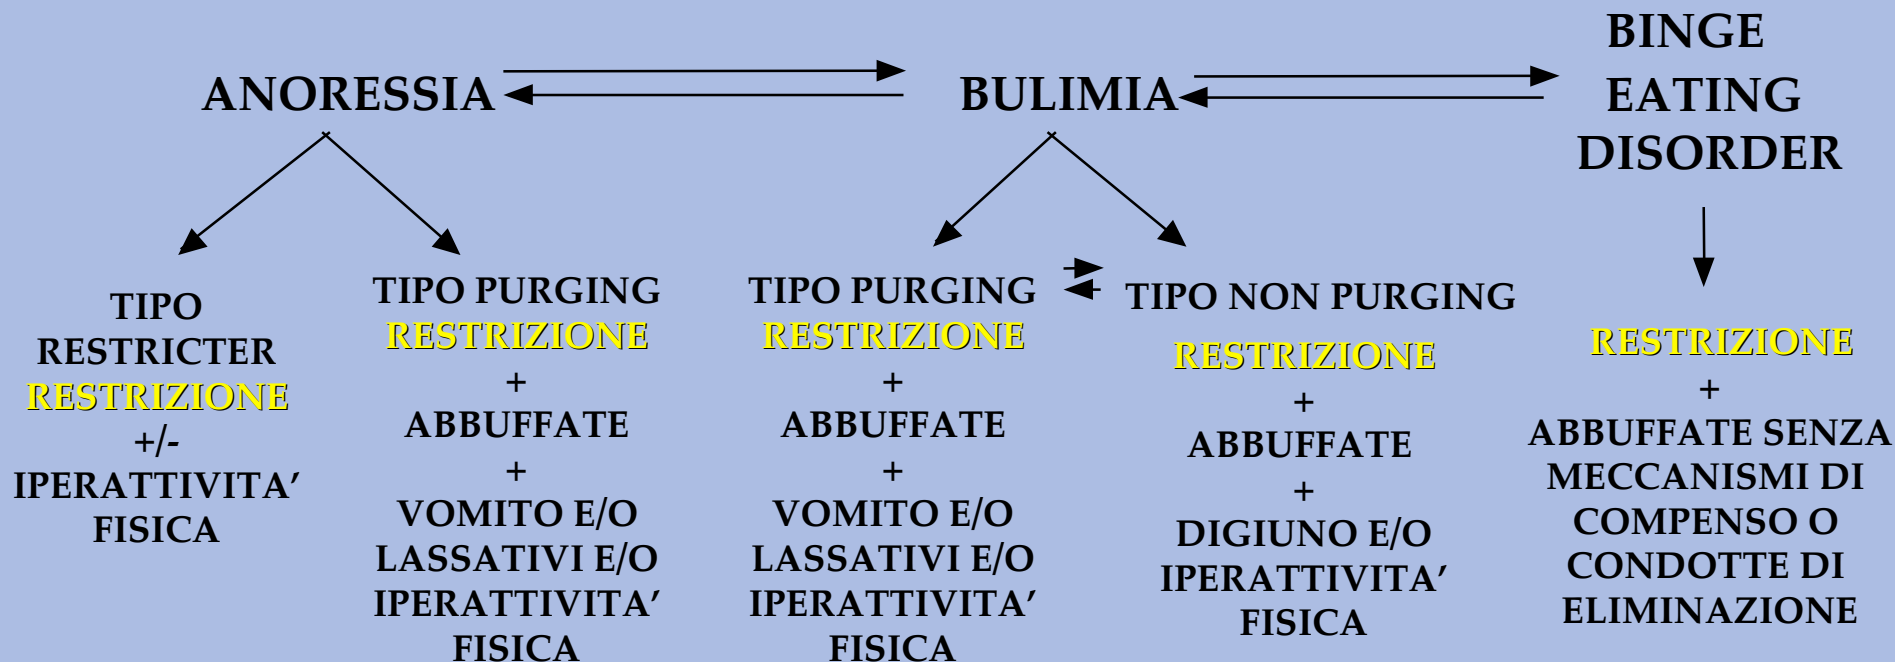 ANORESSIA
BULIMIA
BINGE
EATING
DISORDER
TIPO
RESTRICTER
RESTRIZIONE
+/-
IPERATTIVITA’
FISICA
TIPO PURGING
RESTRIZIONE
+
ABBUFFATE
+
VOMITO E/O
LASSATIVI E/O
IPERATTIVITA’
FISICA
TIPO PURGING
RESTRIZIONE
+
ABBUFFATE
+
VOMITO E/O
LASSATIVI E/O
IPERATTIVITA’
FISICA
TIPO NON PURGING
RESTRIZIONE
+
ABBUFFATE
+
DIGIUNO E/O
IPERATTIVITA’
FISICA
RESTRIZIONE
+
ABBUFFATE SENZA
MECCANISMI DI
COMPENSO O
CONDOTTE DI
ELIMINAZIONE